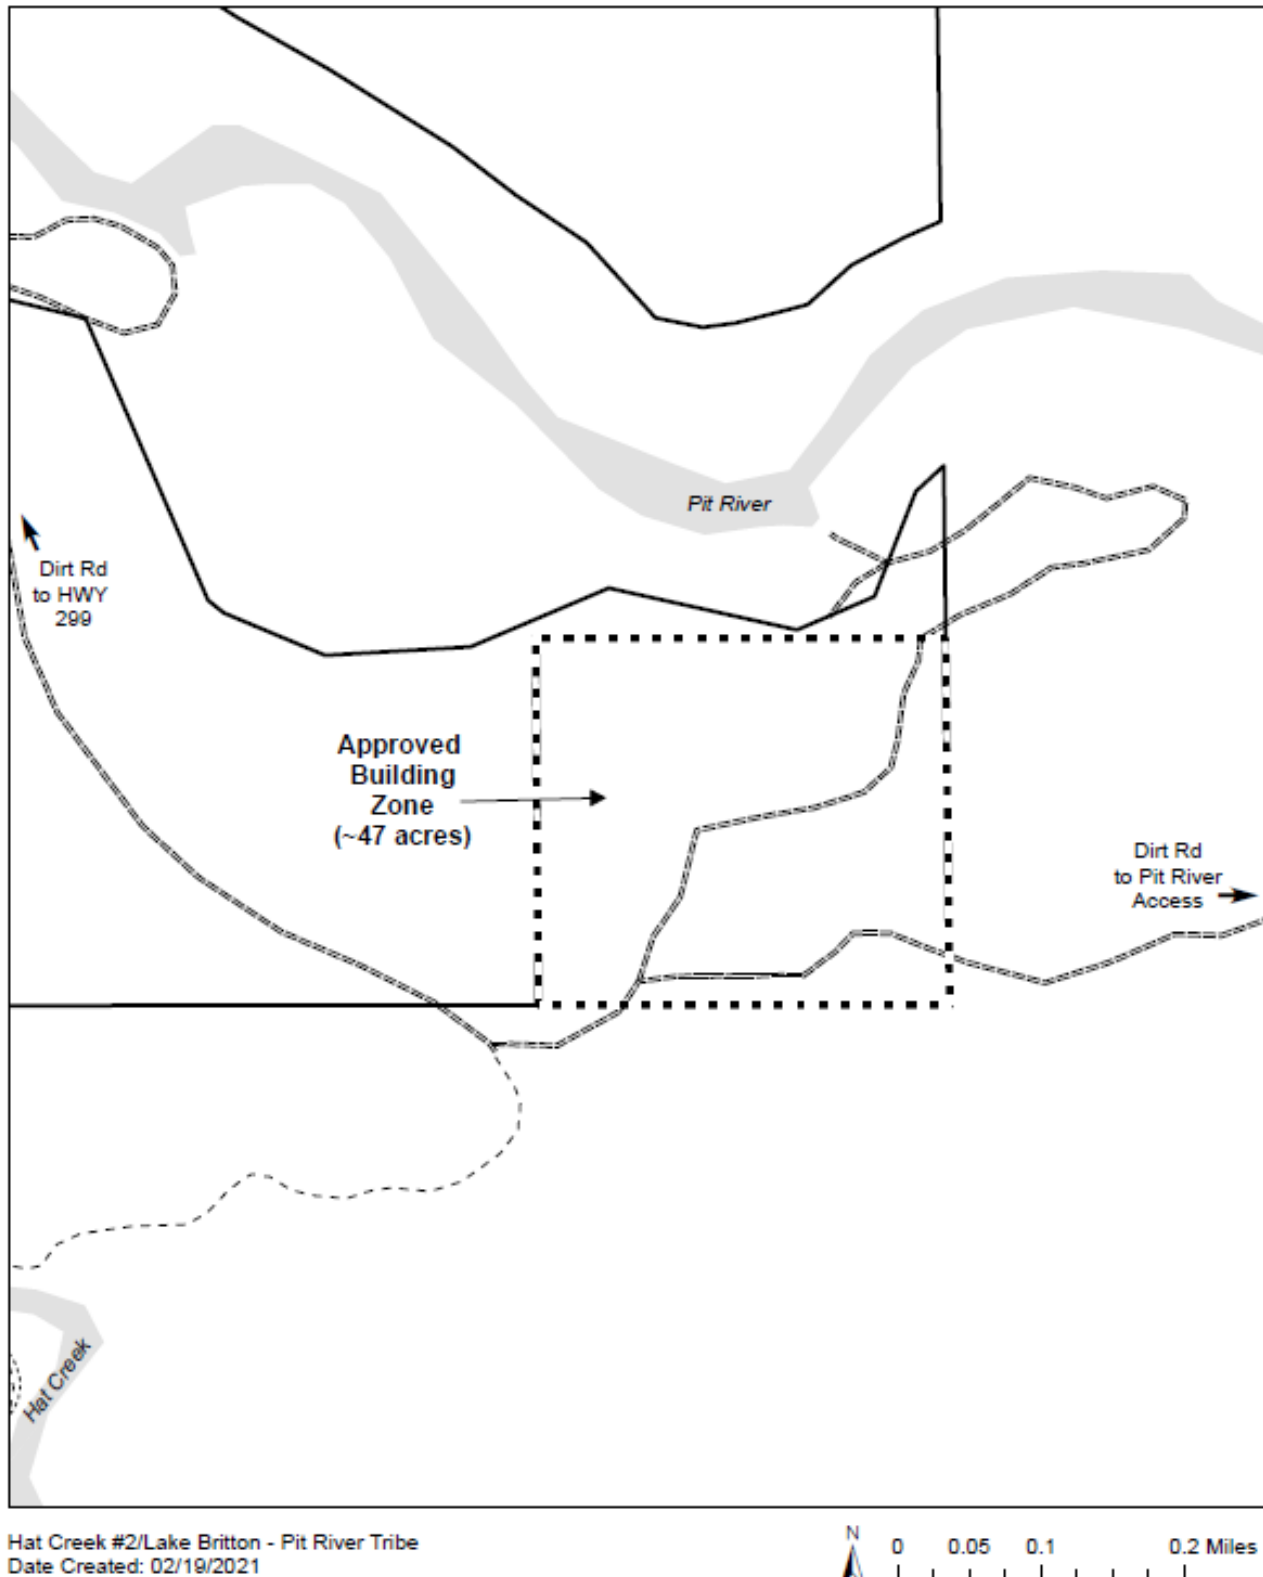 Pit River
Dirt Rd
to HWY
299
Approved
Building
Zone
(~47 acres)
Dirt Rd
to Pit River
Access
Hat Creek
Hat Creek #2/Lake Britton - Pit River Tribe
Date Created: 02/19/2021
N
0 0.05 0.1 0.2 Miles